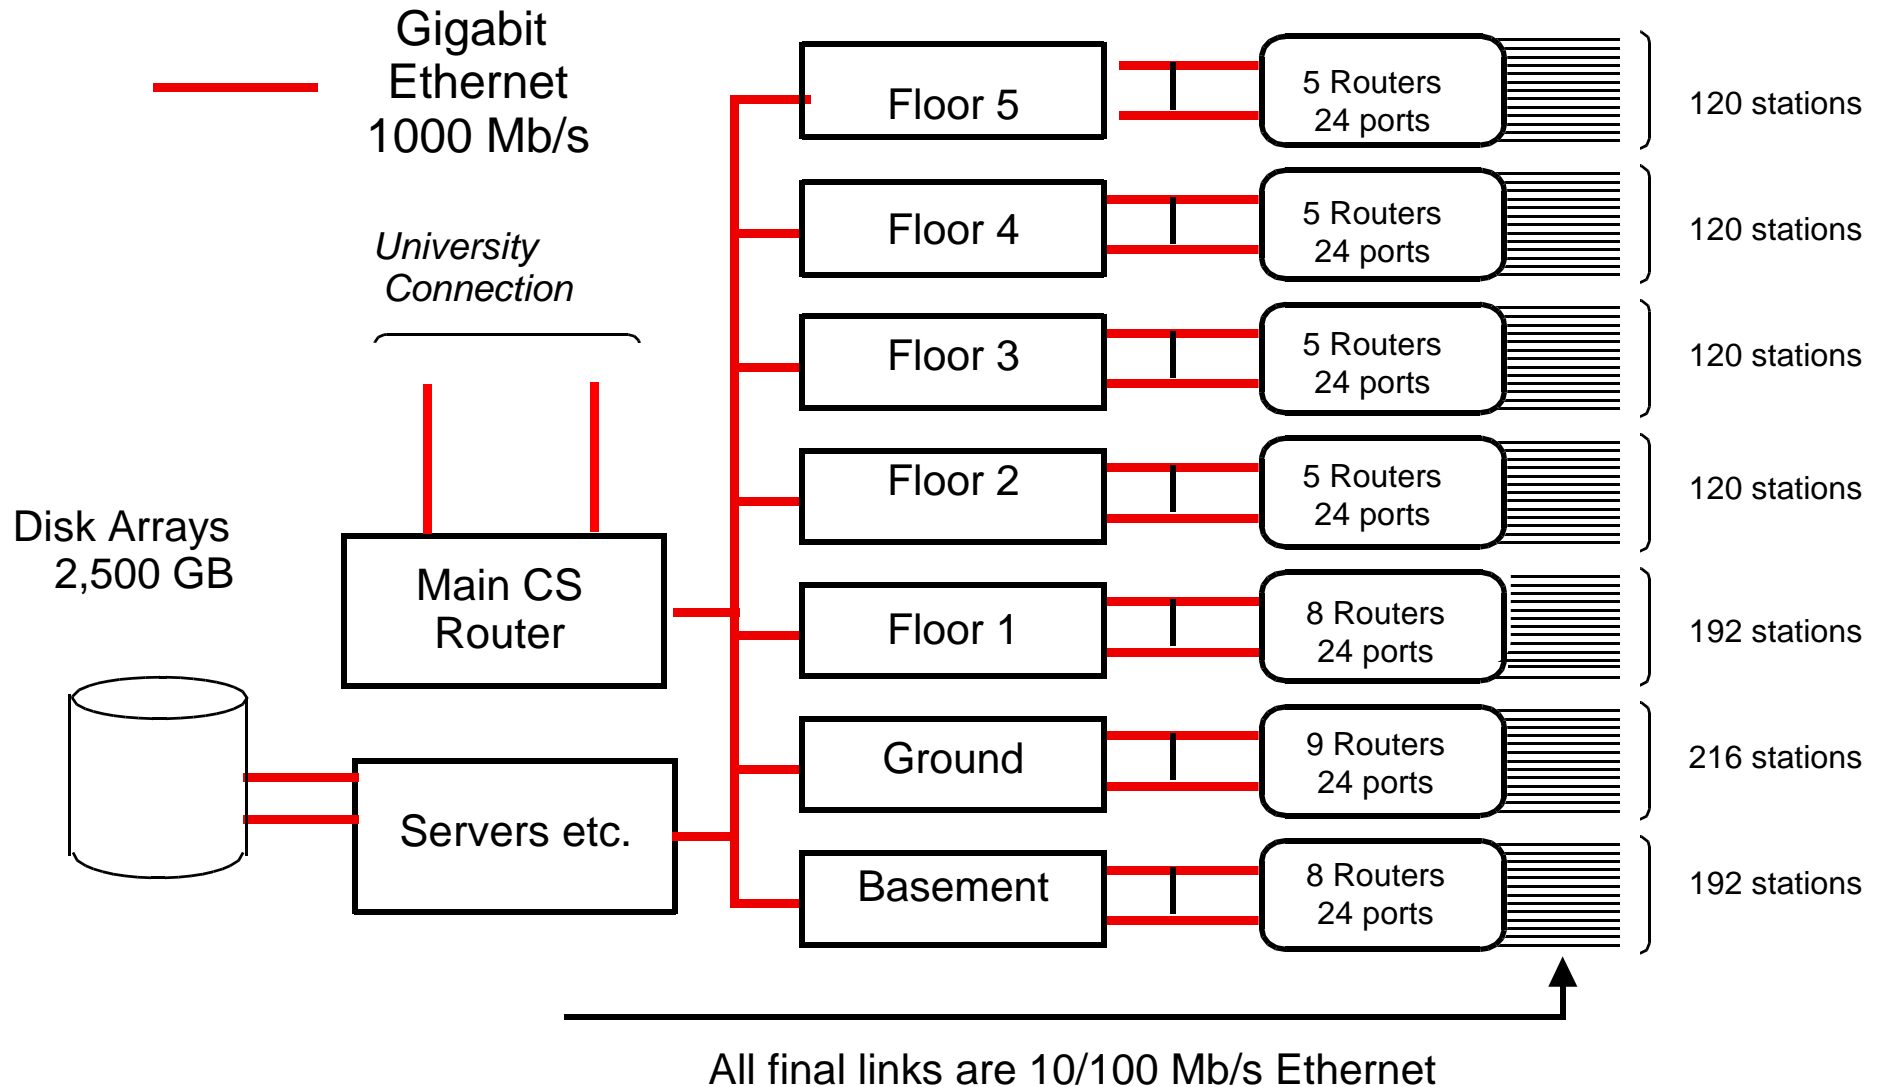 Gigabit
Ethernet
1000 Mb/s
University
Connection
Disk Arrays
2,500 GB
Main CS
Router
Servers etc.
Floor 5
5 Routers
24 ports
120 stations
Floor 4
5 Routers
24 ports
120 stations
Floor 3
5 Routers
24 ports
120 stations
Floor 2
5 Routers
24 ports
120 stations
Floor 1
8 Routers
24 ports
192 stations
Ground
9 Routers
24 ports
216 stations
Basement
8 Routers
24 ports
192 stations
All final links are 10/100 Mb/s Ethernet